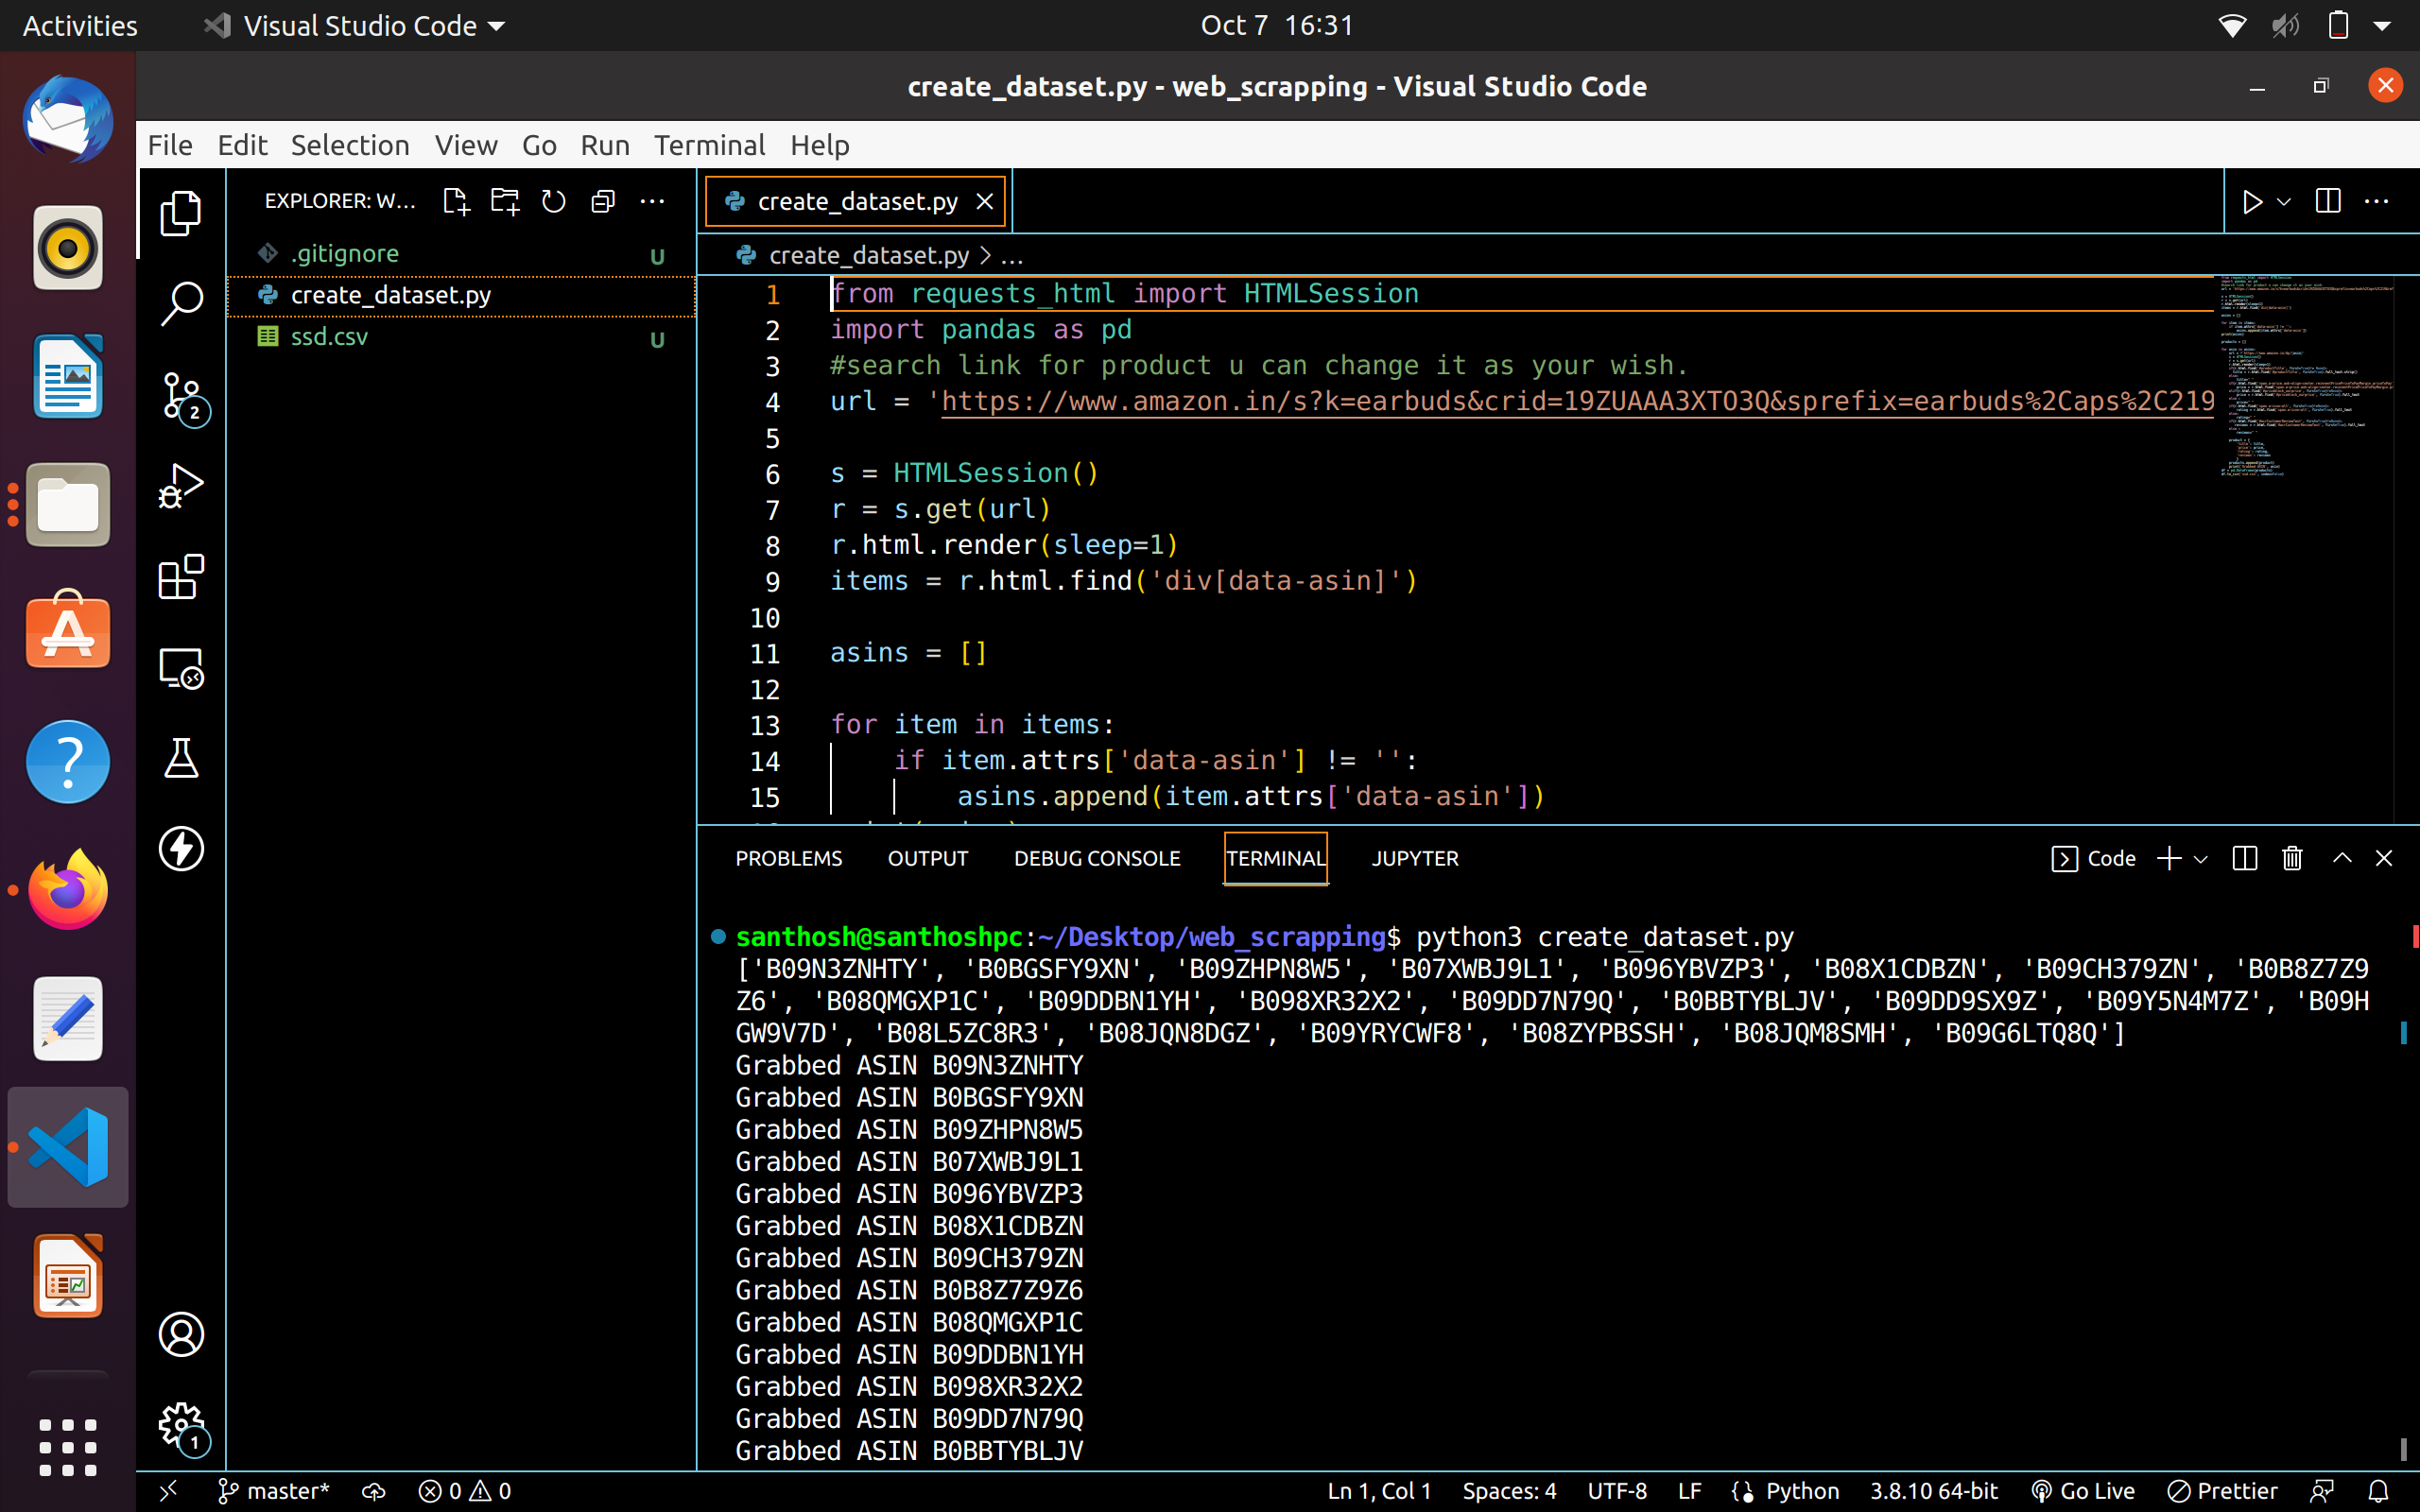 Activities
Visual Studio Code
Oct 7 16:31
create_dataset.py - web_scrapping - Visual Studio Code
File Edit Selection View Go Run Terminal Help
EXPLORER: W...
.gitignore U
create_dataset.py
ssd.csv U
2
1
create_dataset.py
create_dataset.py > ...
1 from requests_html import HTMLSession
2 import pandas as pd
3 #search link for product u can change it as your wish.
4 url = 'https://www.amazon.in/s?k=earbuds&crid=19ZUAAA3XTO3Q&sprefix=earbuds%2Caps%2C219
5
6 s = HTMLSession()
7 r = s.get(url)
8 r.html.render(sleep=1)
9 items = r.html.find('div[data-asin]')
10
11 asins = []
12
13 for item in items:
14 if item.attrs['data-asin'] != '':
15 asins.append(item.attrs['data-asin'])
PROBLEMS OUTPUT DEBUG CONSOLE TERMINAL JUPYTER
Code
santhosh@santhoshpc:~/Desktop/web_scrapping$ python3 create_dataset.py
['B09N3ZNHTY', 'B0BGSFY9XN', 'B09ZHPN8W5', 'B07XWBJ9L1', 'B096YBVZP3', 'B08X1CDBZN', 'B09CH379ZN', 'B0B8Z7Z9
Z6', 'B08QMGXP1C', 'B09DDBN1YH', 'B098XR32X2', 'B09DD7N79Q', 'B0BBTYBLJV', 'B09DD9SX9Z', 'B09Y5N4M7Z', 'B09H
GW9V7D', 'B08L5ZC8R3', 'B08JQN8DGZ', 'B09YRYCWF8', 'B08ZYPBSSH', 'B08JQM8SMH', 'B09G6LTQ8Q']
Grabbed ASIN B09N3ZNHTY
Grabbed ASIN B0BGSFY9XN
Grabbed ASIN B09ZHPN8W5
Grabbed ASIN B07XWBJ9L1
Grabbed ASIN B096YBVZP3
Grabbed ASIN B08X1CDBZN
Grabbed ASIN B09CH379ZN
Grabbed ASIN B0B8Z7Z9Z6
Grabbed ASIN B08QMGXP1C
Grabbed ASIN B09DDBN1YH
Grabbed ASIN B098XR32X2
Grabbed ASIN B09DD7N79Q
Grabbed ASIN B0BBTYBLJV
master* 0 0 Ln 1, Col 1 Spaces: 4 UTF-8 LF Python 3.8.10 64-bit Go Live Prettier